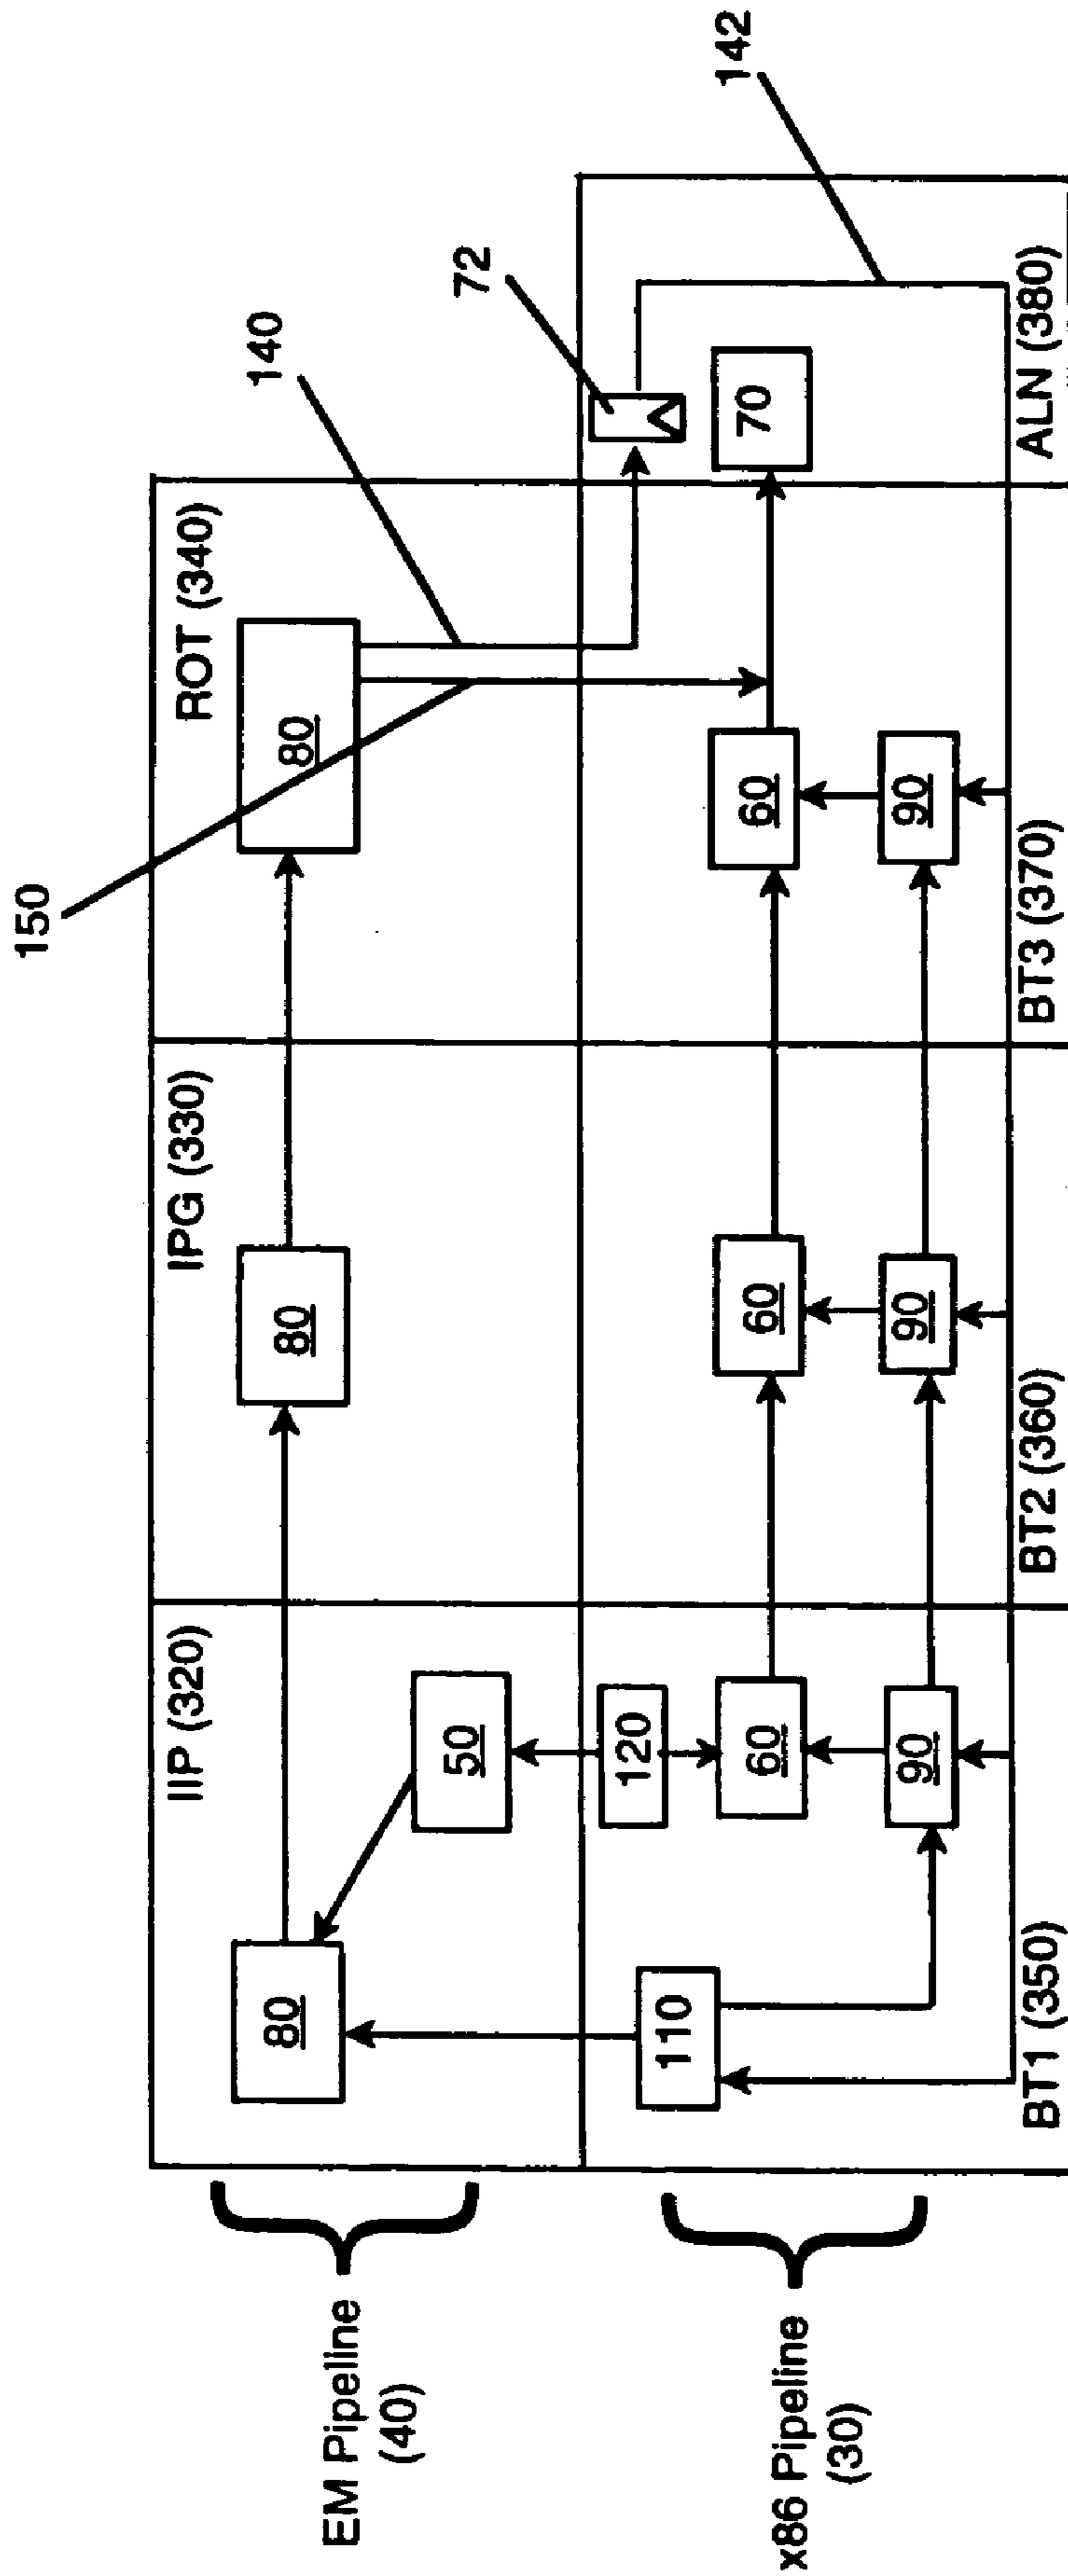 150
140
72
142
IIP (320)
IPG (330)
ROT (340)
EM Pipeline
(40)
80
80
80
50
x86 Pipeline
(30)
110
120
60
60
60
70
90
90
90
BT1 (350)
BT2 (360)
BT3 (370)
ALN (380)